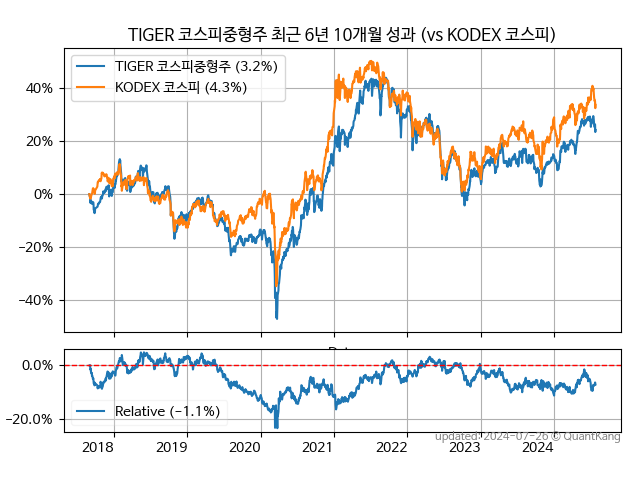 TIGER 코스피중형주 최근 6년 10개월 성과 (vs KODEX 코스피)
TIGER 코스피중형주 (3.2%)
KODEX 코스피 (4.3%)
40%
20%
0%
−20%
−40%
0.0%
−20.0%
Relative (−1.1%)
2018 2019 2020 2021 2022 2023 2024
updated: 2024-07-26 © QuantKang